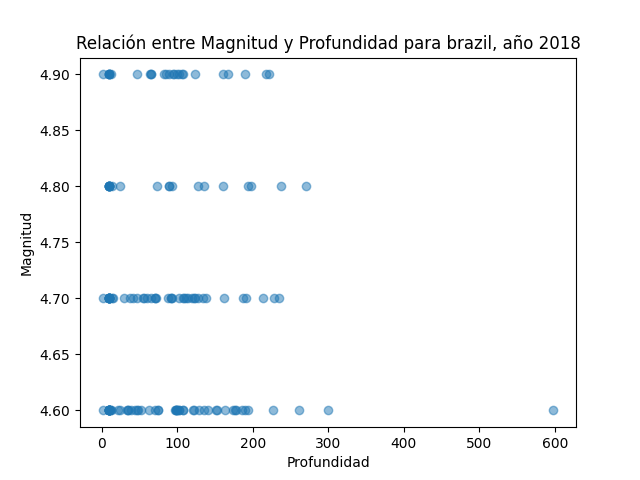 Relación entre Magnitud y Profundidad para brazil, año 2018
4.90
4.85
4.80
4.75
4.70
4.65
4.60
Magnitud
0 100 200 300 400 500 600
Profundidad